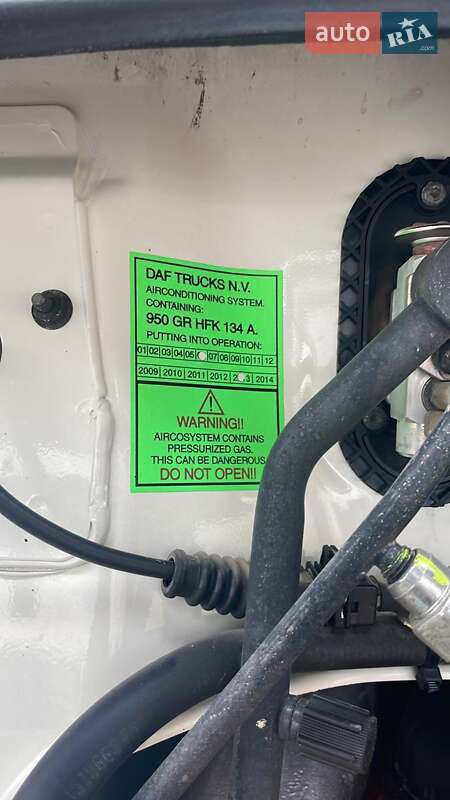 auto RIA.com
DAF TRUCKS N.V.
AIRCONDITIONING SYSTEM.
CONTAINING:
950 GR HFK 134 A.
PUTTING INTO OPERATION:
01 02 03 04 05 07 08 09 10 11 12
2009 2010 2011 2012 2 3 2014
WARNING!!
AIRCOSYSTEM CONTAINS
PRESSURIZED GAS.
THIS CAN BE DANGEROUS
DO NOT OPEN!!